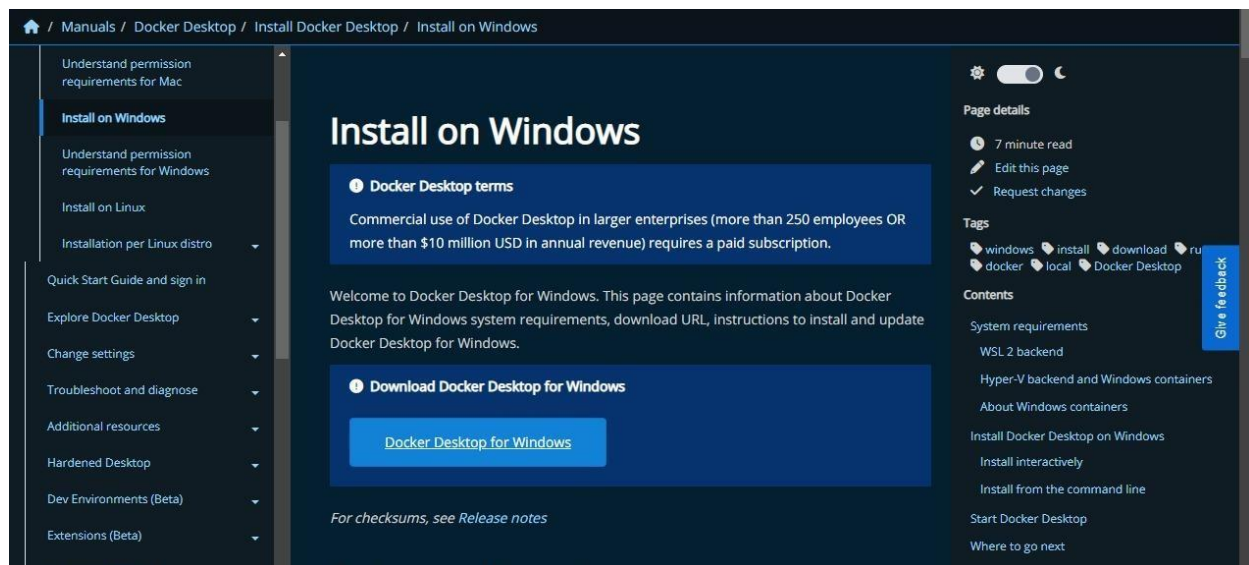 / Manuals / Docker Desktop / Install Docker Desktop / Install on Windows
Understand permission
requirements for Mac
Install on Windows
Understand permission
requirements for Windows
Install on Linux
Installation per Linux distro
Quick Start Guide and sign in
Explore Docker Desktop
Change settings
Troubleshoot and diagnose
Additional resources
Hardened Desktop
Dev Environments (Beta)
Extensions (Beta)
Install on Windows
Docker Desktop terms
Commercial use of Docker Desktop in larger enterprises (more than 250 employees OR
more than $10 million USD in annual revenue) requires a paid subscription.
Welcome to Docker Desktop for Windows. This page contains information about Docker
Desktop for Windows system requirements, download URL, instructions to install and update
Docker Desktop for Windows.
Download Docker Desktop for Windows
Docker Desktop for Windows
For checksums, see Release notes
Page details
7 minute read
Edit this page
Request changes
Tags
windows install download ru
docker local Docker Desktop
Contents
System requirements
WSL 2 backend
Hyper-V backend and Windows containers
About Windows containers
Install Docker Desktop on Windows
Install interactively
Install from the command line
Start Docker Desktop
Where to go next
Give feedback